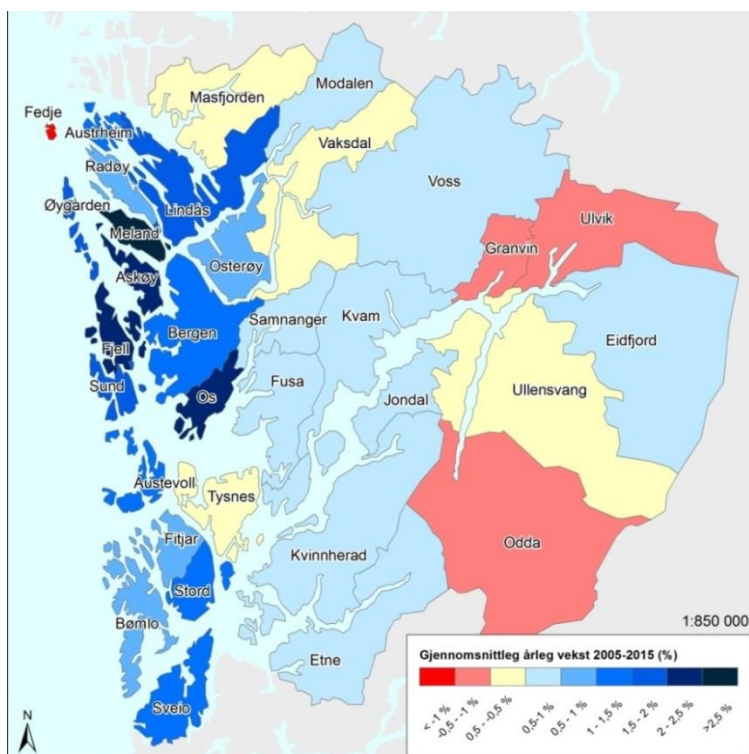 Modalen
Masfjorden
Fedje
Austrheim
Vaksdal
Radøy
Voss
Øygarden
Lindås
Ulvik
Meland
Granvin
Osterøy
Askøy
Samnanger
Kvam
Bergen
Eidfjord
Fjell
Fusa
Sund
Os
Jondal
Ullensvang
Austevoll
Tysnes
Fitjar
Odda
Kvinnherad
Stord
Bømlo
1:850 000
Etne
Sveio
Gjennomsnittleg årleg vekst 2005-2015 (%)
< -1 %
-0,5 - -1 %
0,5 - -0,5 %
0,5-1 %
0,5 - 1 %
1 - 1,5 %
1,5 - 2 %
2 - 2,5 %
>2,5 %
N